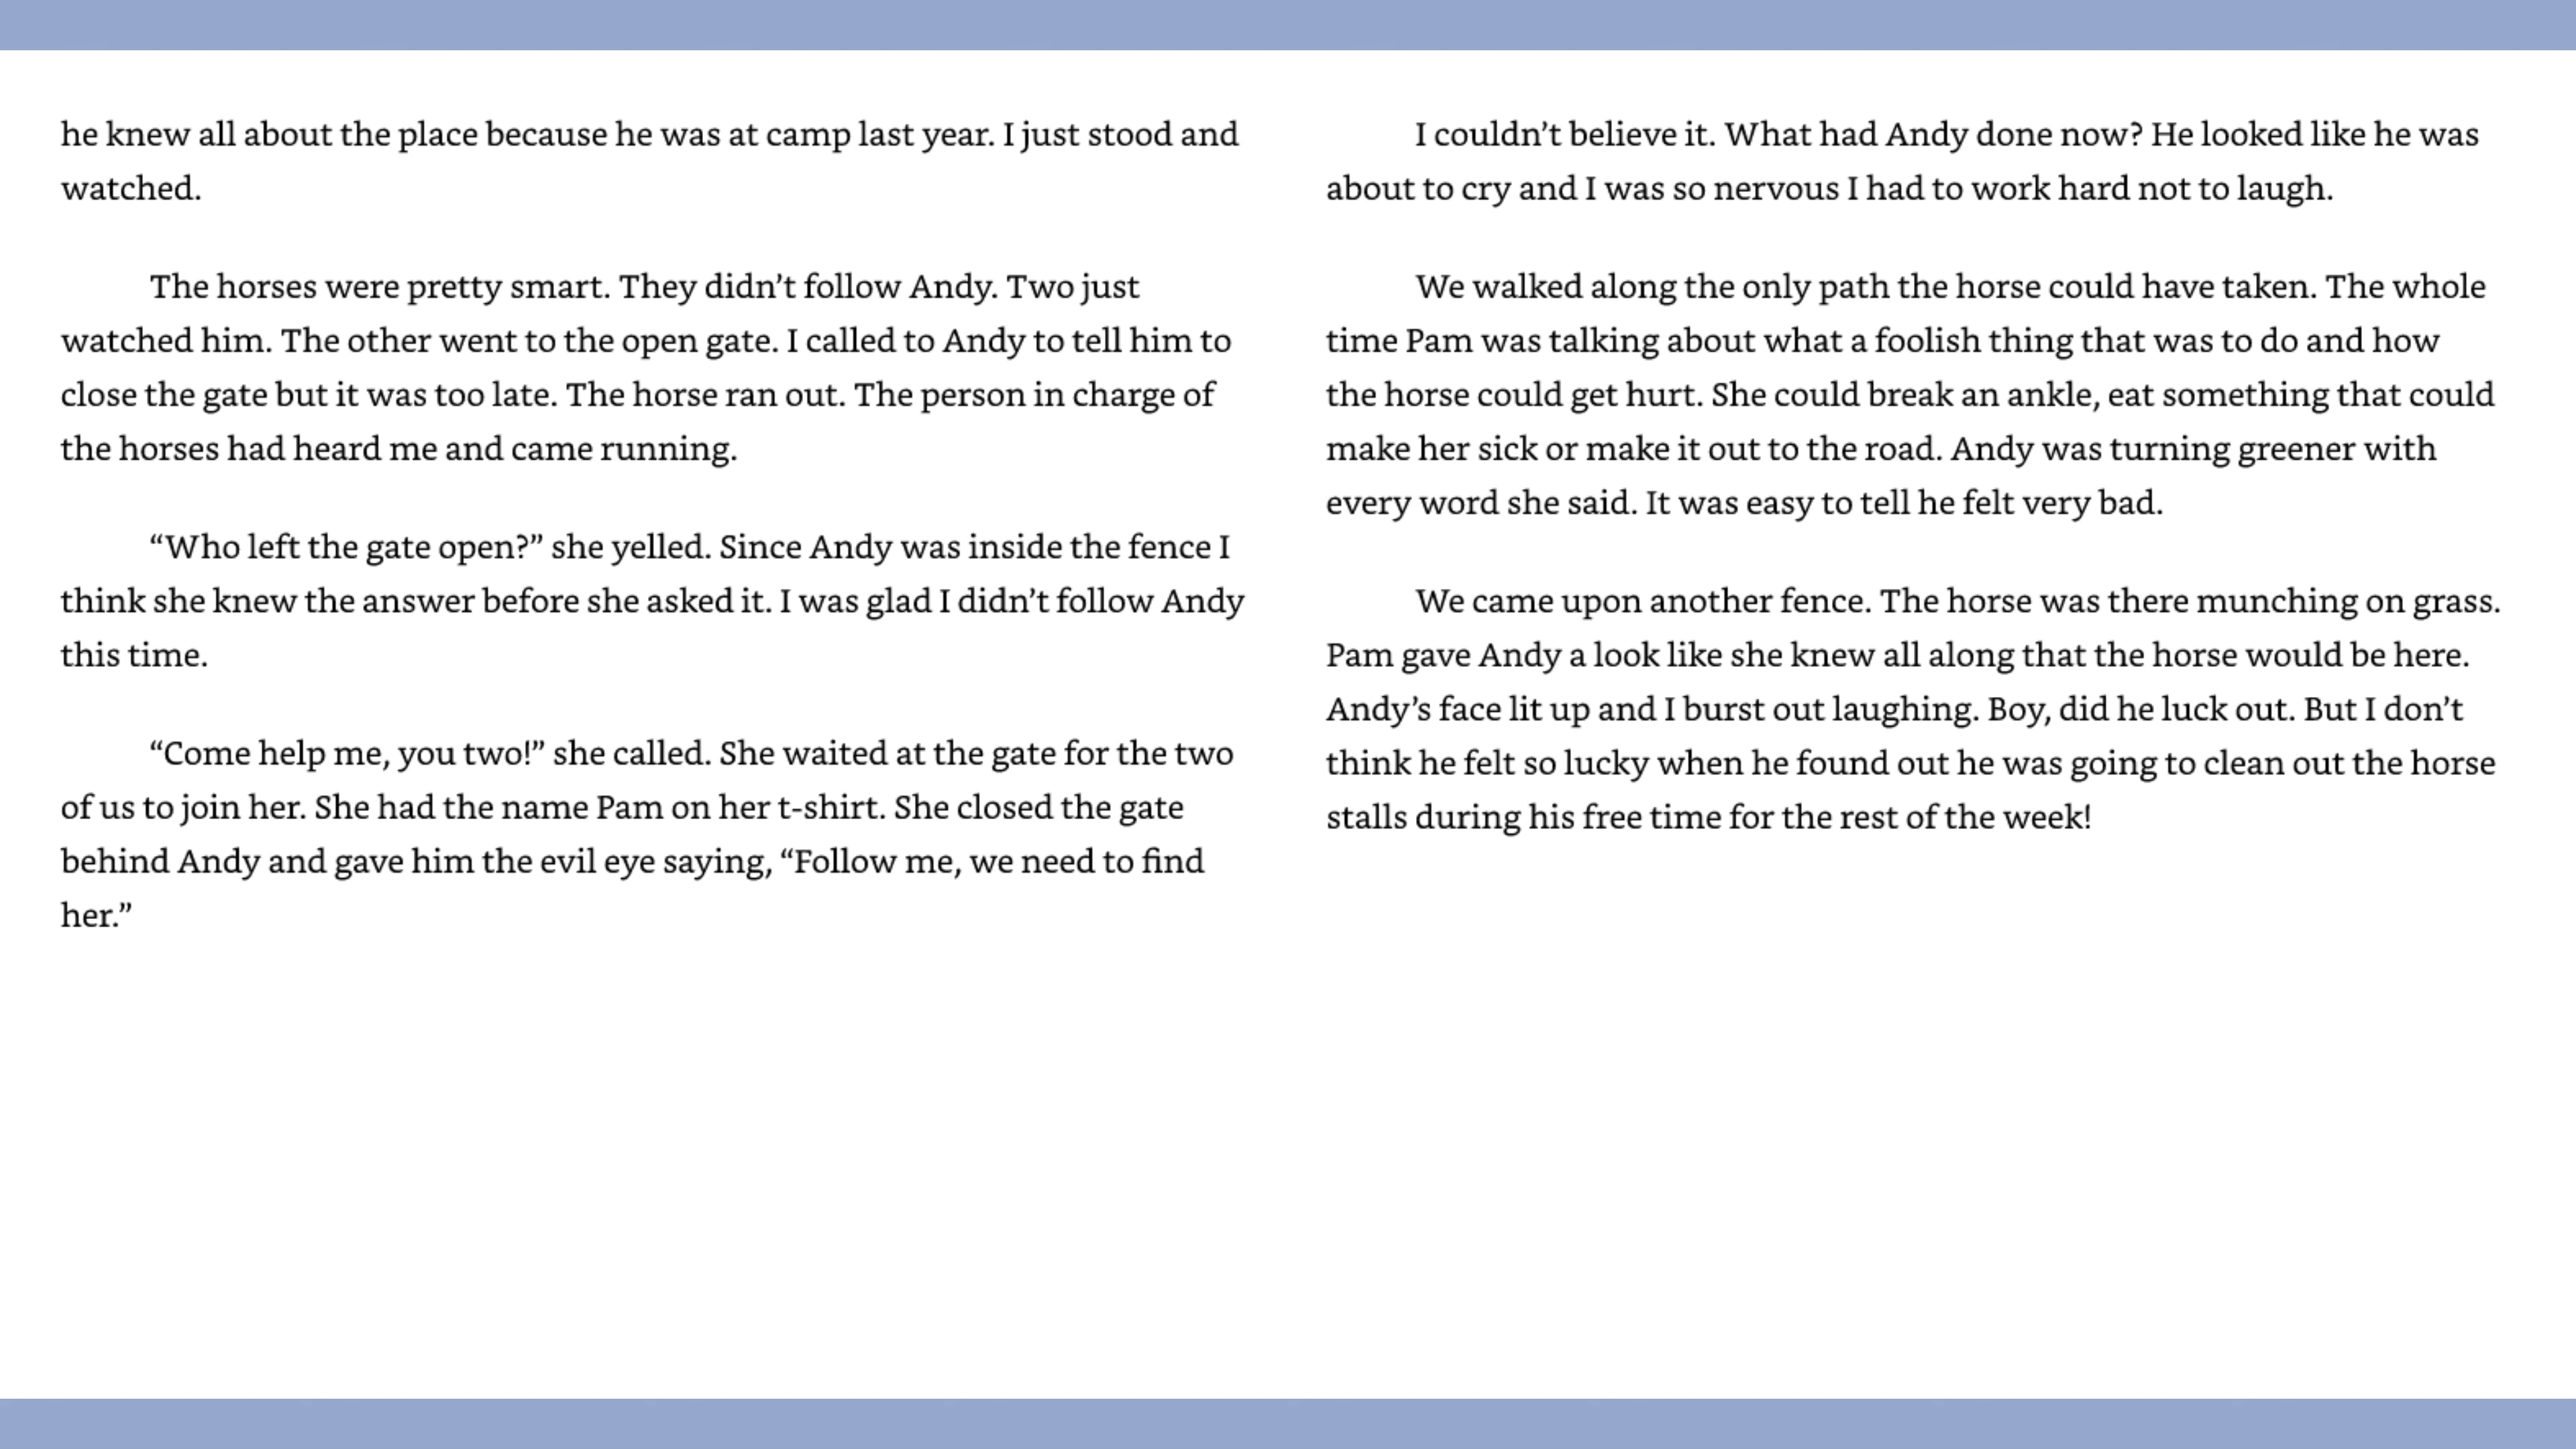 he knew all about the place because he was at camp last year. I just stood and
watched.
The horses were pretty smart. They didn’t follow Andy. Two just
watched him. The other went to the open gate. I called to Andy to tell him to
close the gate but it was too late. The horse ran out. The person in charge of
the horses had heard me and came running.
“Who left the gate open?” she yelled. Since Andy was inside the fence I
think she knew the answer before she asked it. I was glad I didn’t follow Andy
this time.
“Come help me, you two!” she called. She waited at the gate for the two
of us to join her. She had the name Pam on her t-shirt. She closed the gate
behind Andy and gave him the evil eye saying, “Follow me, we need to find
her.”
I couldn’t believe it. What had Andy done now? He looked like he was
about to cry and I was so nervous I had to work hard not to laugh.
We walked along the only path the horse could have taken. The whole
time Pam was talking about what a foolish thing that was to do and how
the horse could get hurt. She could break an ankle, eat something that could
make her sick or make it out to the road. Andy was turning greener with
every word she said. It was easy to tell he felt very bad.
We came upon another fence. The horse was there munching on grass.
Pam gave Andy a look like she knew all along that the horse would be here.
Andy’s face lit up and I burst out laughing. Boy, did he luck out. But I don’t
think he felt so lucky when he found out he was going to clean out the horse
stalls during his free time for the rest of the week!